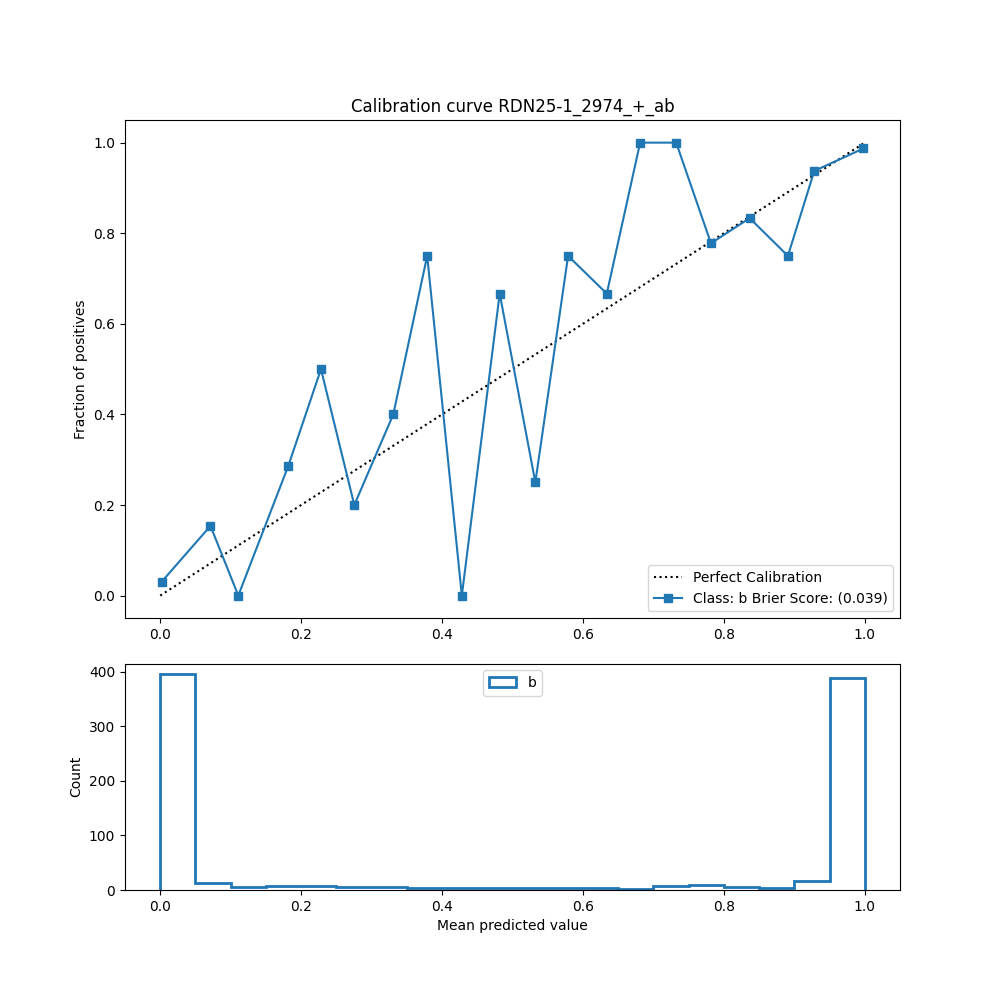 Calibration curve RDN25-1_2974_+_ab
1.0
0.8
0.6
0.4
0.2
0.0
Fraction of positives
Perfect Calibration
Class: b Brier Score: (0.039)
0.0 0.2 0.4 0.6 0.8 1.0
400
300
200
100
0
Count
b
0.0 0.2 0.4 0.6 0.8 1.0
Mean predicted value